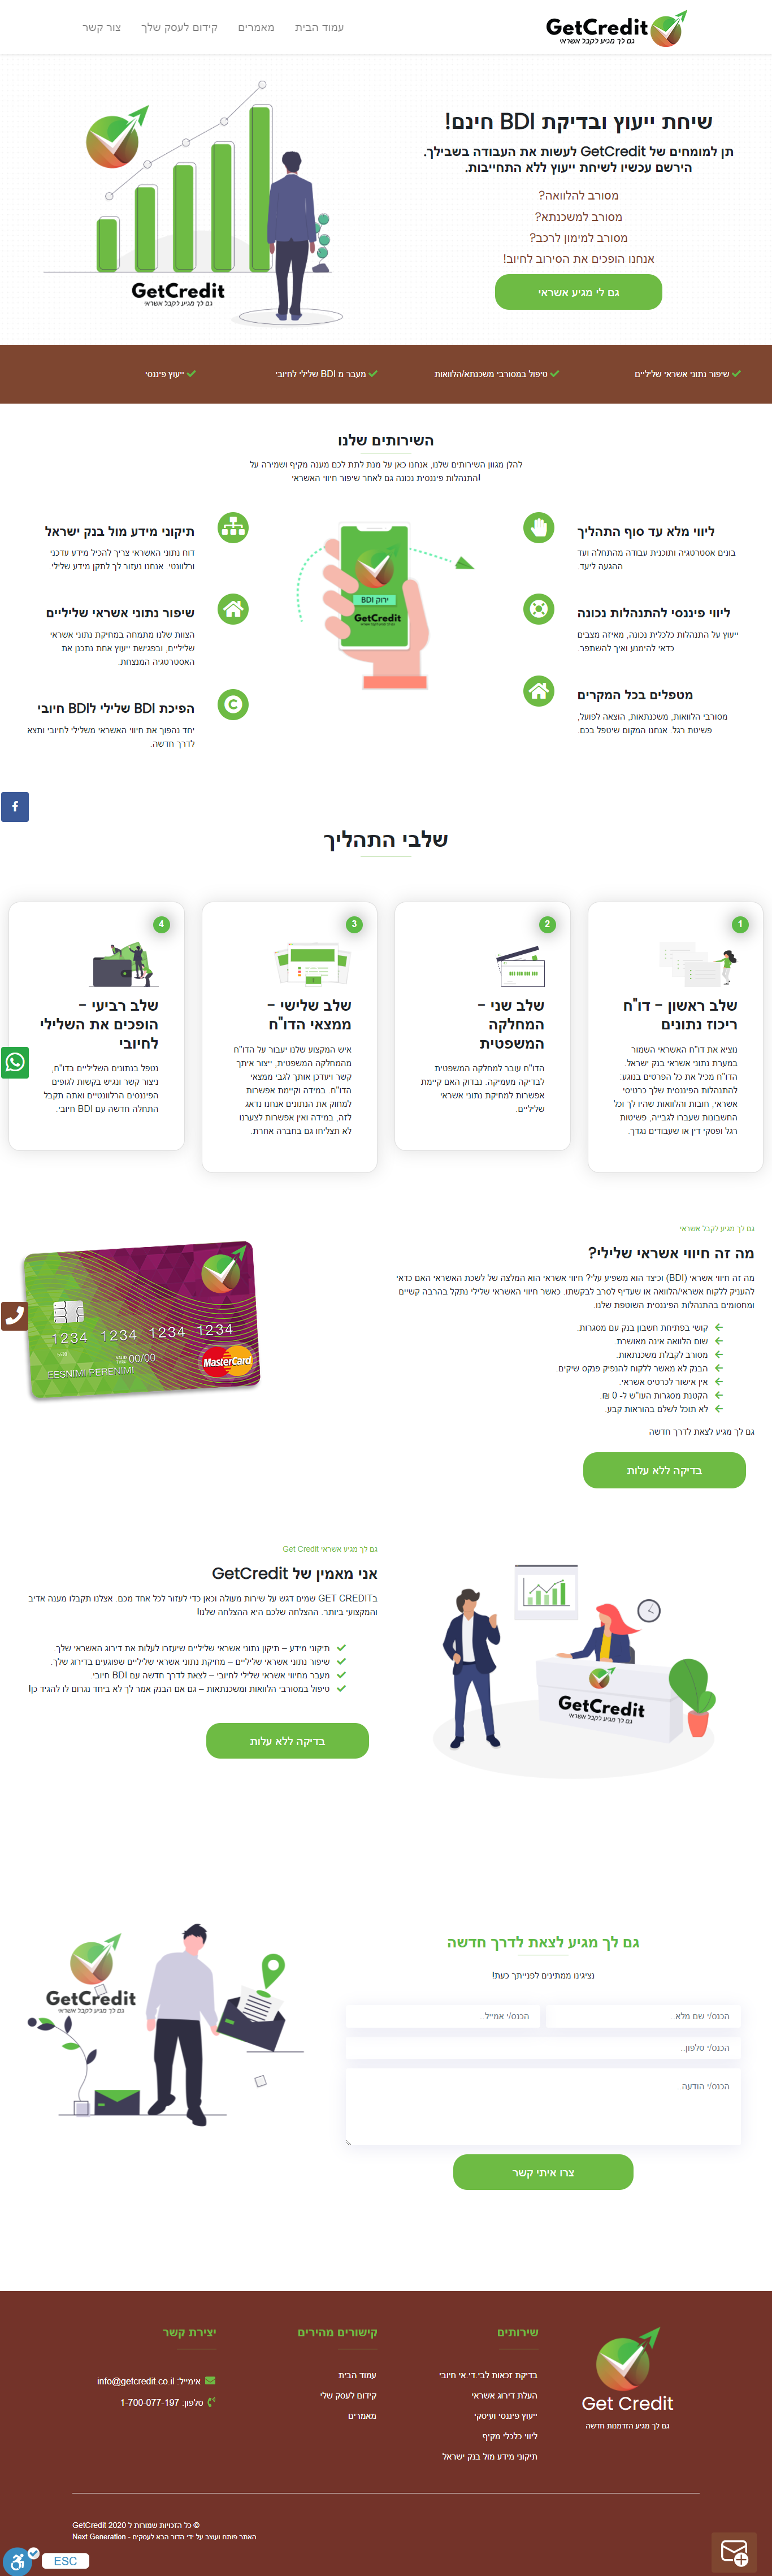 GetCredit
גם לך מגיע לקבל אשראי
עמוד הבית
מאמרים
קידום לעסק שלך
צור קשר
שיחת ייעוץ ובדיקת BDI חינם!
תן למומחים של GetCredit לעשות את העבודה בשבילך.
הירשם עכשיו לשיחת ייעוץ ללא התחייבות.
מסורב להלוואה?
מסורב למשכנתא?
מסורב למימון לרכב?
אנחנו הופכים את הסירוב לחיוב!
גם לי מגיע אשראי
GetCredit
גם לך מגיע לקבל אשראי
שיפור נתוני אשראי שליליים
טיפול במסורבי משכנתא/הלוואות
מעבר מ BDI שלילי לחיובי
ייעוץ פיננסי
השירותים שלנו
להלן מגוון השירותים שלנו, אנחנו כאן על מנת לתת לכם מענה מקיף ושמירה על
התנהלות פיננסית נכונה גם לאחר שיפור חיווי האשראי!
ליווי מלא עד סוף התהליך
בונים אסטרטגיה ותוכנית עבודה מהתחלה ועד
ההגעה ליעד.
ליווי פיננסי להתנהלות נכונה
ייעוץ על התנהלות כלכלית נכונה, מאיזה מצבים
כדאי להימנע ואיך להשתפר.
מטפלים בכל המקרים
מסורבי הלוואות, משכנתאות, הוצאה לפועל,
פשיטת רגל. אנחנו המקום שיטפל בכם.
BDI ירוק
GetCredit
תיקוני מידע מול בנק ישראל
דוח נתוני האשראי צריך להכיל מידע עדכני
ורלוונטי. אנחנו נעזור לך לתקן מידע שלילי.
שיפור נתוני אשראי שליליים
הצוות שלנו מתמחה במחיקת נתוני אשראי
שליליים, ובפגישת ייעוץ אחת נתכנן את
האסטרטגיה המנצחת.
הפיכת BDI שלילי לBDI חיובי
יחד נהפוך את חיווי האשראי משלילי לחיובי ותצא
לדרך חדשה.
שלבי התהליך
1
שלב ראשון – דו"ח
ריכוז נתונים
נוציא את דו"ח האשראי השמור
במערת נתוני אשראי בנק ישראל.
הדו"ח מכיל את כל הפרטים בנוגע
להתנהלות הפיננסית שלך כרטיסי
אשראי, חובות והלוואות שהיו לך וכל
החשבונות שעברו לגבייה, פשיטות
רגל ופסקי דין או שעבודים נגדך.
2
שלב שני –
המחלקה
המשפטית
הדו"ח עובר למחלקה המשפטית
לבדיקה מעמיקה. נבדוק האם קיימת
אפשרות למחיקת נתוני אשראי
שליליים.
3
שלב שלישי –
ממצאי הדו"ח
איש המקצוע שלנו יעבור על הדו"ח
מהמחלקה המשפטית, ייצור איתך
קשר ויעדכן אותך לגבי ממצאי
הדו"ח. במידה וקיימת אפשרות
למחוק את הנתונים אנחנו נדאג
לזה, במידה ואין אפשרות לצערנו
לא תצליחו גם בחברה אחרת.
4
שלב רביעי –
הופכים את השלילי
לחיובי
נטפל בנתונים השליליים בדו"ח,
ניצור קשר ונגיש בקשות לגופים
הפיננסים הרלוונטיים ואתה תקבל
התחלה חדשה עם BDI חיובי.
גם לך מגיע לקבל אשראי
מה זה חיווי אשראי שלילי?
מה זה חיווי אשראי (BDI) וכיצד הוא משפיע עלי? חיווי אשראי הוא המלצה של לשכת האשראי האם כדאי
להעניק ללקוח אשראי/הלוואה או שעדיף לסרב לבקשתו. כאשר חיווי האשראי שלילי נתקל בהרבה קשיים
ומחסומים בהתנהלות הפיננסית השוטפת שלנו.
קושי בפתיחת חשבון בנק עם מסגרות.
שום הלוואה אינה מאושרת.
מסורב לקבלת משכנתאות.
הבנק לא מאשר ללקוח להנפיק פנקס שיקים.
אין אישור לכרטיס אשראי.
הקטנת מסגרות העו"ש ל- 0 ₪.
לא תוכל לשלם בהוראות קבע.
גם לך מגיע לצאת לדרך חדשה
בדיקה ללא עלות
1234 1234 1234 1234
00/00
EESNIMI PERENIMI
MasterCard
גם לך מגיע אשראי Get Credit
אני מאמין של GetCredit
בGET CREDIT שמים דגש על שירות מעולה וכאן כדי לעזור לכל אחד מכם. אצלנו תקבלו מענה אדיב
והמקצועי ביותר. ההצלחה שלכם היא ההצלחה שלנו!
תיקוני מידע – תיקון נתוני אשראי שליליים שיעזרו לעלות את דירוג האשראי שלך.
שיפור נתוני אשראי שליליים – מחיקת נתוני אשראי שליליים שפוגעים בדירוג שלך.
מעבר מחיווי אשראי שלילי לחיובי – לצאת לדרך חדשה עם BDI חיובי.
טיפול במסורבי הלוואות ומשכנתאות – גם אם הבנק אמר לך לא ביחד נגרום לו להגיד כן!
בדיקה ללא עלות
GetCredit
גם לך מגיע לקבל אשראי
גם לך מגיע לצאת לדרך חדשה
נציגינו ממתינים לפנייתך כעת!
הכנס/י שם מלא..
הכנס/י אמייל..
הכנס/י טלפון..
הכנס/י הודעה..
צרו איתי קשר
GetCredit
גם לך מגיע לקבל אשראי
Get Credit
גם לך מגיע הזדמנות חדשה
שירותים
בדיקת זכאות לבי.די.אי חיובי
העלת דירוג אשראי
ייעוץ פיננסי ועיסקי
ליווי כלכלי מקיף
תיקוני מידע מול בנק ישראל
קישורים מהירים
עמוד הבית
קידום לעסק שלי
מאמרים
יצירת קשר
אימייל: info@getcredit.co.il
טלפון: 1-700-077-197
© כל הזכויות שמורות ל GetCredit 2020
האתר פותח ועוצב על ידי הדור הבא לעסקים - Next Generation
ESC